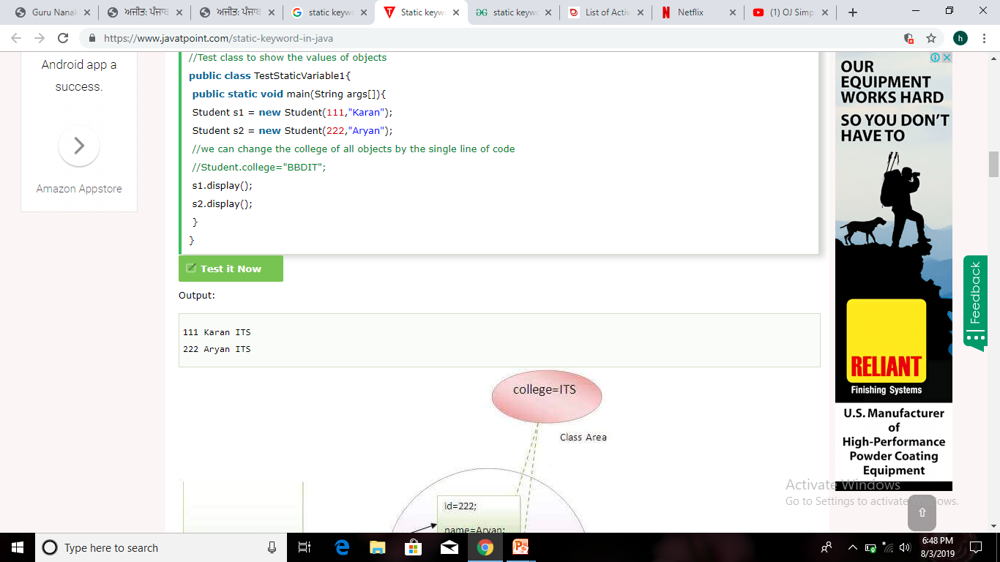 Guru Nanak
ਅਜੀਤ: ਪੰਜਾਬ
ਅਜੀਤ: ਪੰਜਾਬ
static keyw
Static keyw
static keyw
List of Activ
Netflix
(1) OJ Simp
https://www.javatpoint.com/static-keyword-in-java
h
Android app a
success.
Amazon Appstore
//Test class to show the values of objects
public class TestStaticVariable1{
public static void main(String args[]){
Student s1 = new Student(111,"Karan");
Student s2 = new Student(222,"Aryan");
//we can change the college of all objects by the single line of code
//Student.college="BBDIT";
s1.display();
s2.display();
}
}
Test it Now
Output:
111 Karan ITS
222 Aryan ITS
college=ITS
Class Area
id=222;
name=Aryan;
OUR
EQUIPMENT
WORKS HARD
SO YOU DON'T
HAVE TO
RELIANT
Finishing Systems
U.S. Manufacturer
of
High-Performance
Powder Coating
Equipment
Feedback
Activate Windows
Go to Settings to activate Windows.
Type here to search
6:48 PM
8/3/2019